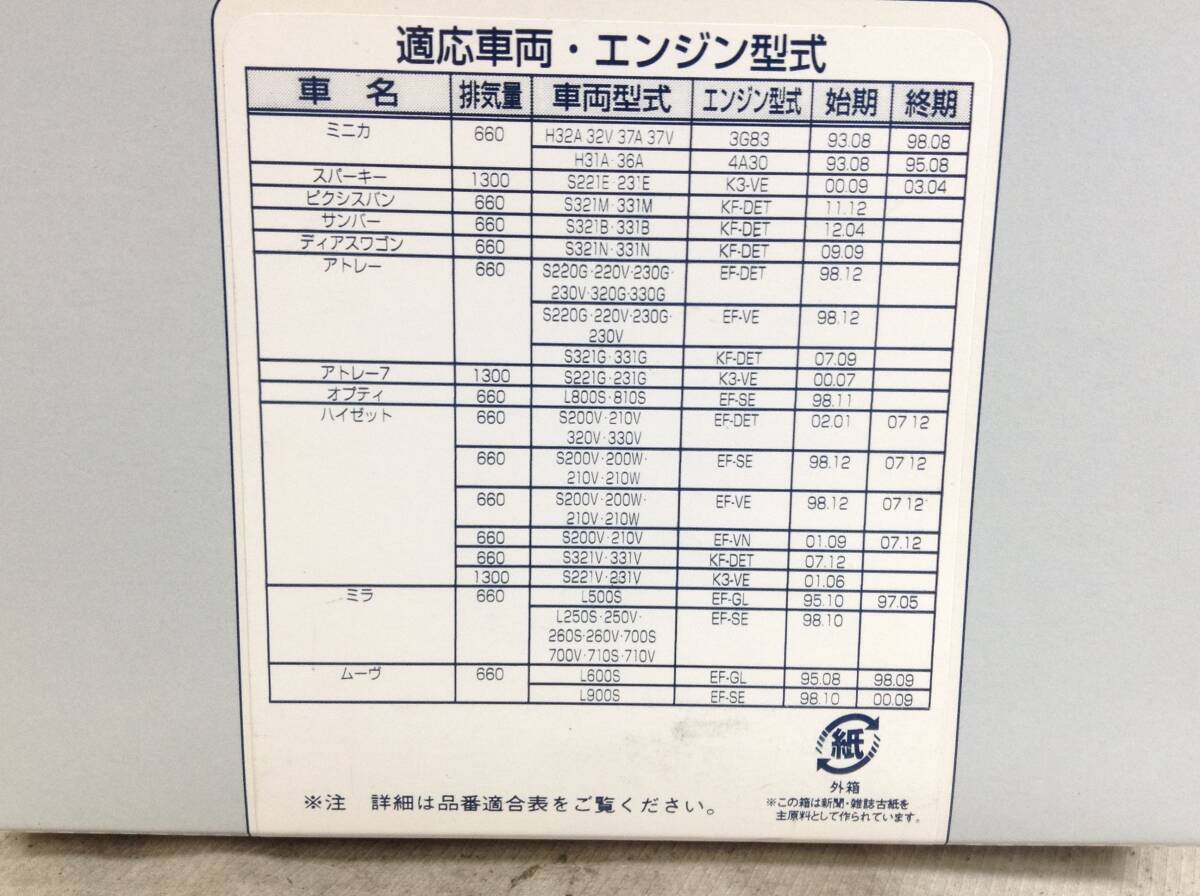 適応車両・エンジン型式
車名 排気量 車両型式 エンジン型式 始期 終期
ミニカ 660 H32A 32V 37A 37V 3G83 93.08 98.08
H31A・36A 4A30 93.08 95.08
スパーキー 1300 S221E・231E K3-VE 00.09 03.04
ピクシスバン 660 S321M・331M KF-DET 11.12
サンバー 660 S321B・331B KF-DET 12.04
ディアスワゴン 660 S321N・331N KF-DET 09.09
アトレー 660 S220G・220V・230G・ EF-DET 98.12
230V・320G・330G
S220G・220V・230G・ EF-VE 98.12
230V
S321G・331G KF-DET 07.09
アトレー7 1300 S221G・231G K3-VE 00.07
オプティ 660 L800S・810S EF-SE 98.11
ハイゼット 660 S200V・210V EF-DET 02.01 07 12
320V・330V
660 S200V・200W・ EF-SE 98.12 07 12
210V・210W
660 S200V・200W・ EF-VE 98.12 07 12
210V・210W
660 S200V・210V EF-VN 01.09 07.12
660 S321V・331V KF-DET 07.12
1300 S221V・231V K3-VE 01.06
ミラ 660 L500S EF-GL 95.10 97.05
L250S・250V・ EF-SE 98.10
260S・260V・700S
700V・710S・710V
ムーヴ 660 L600S EF-GL 95.08 98.09
L900S EF-SE 98.10 00.09
紙
外箱
※注 詳細は品番適合表をご覧ください。
※この箱は新聞・雑誌古紙を
主原料として作られています。